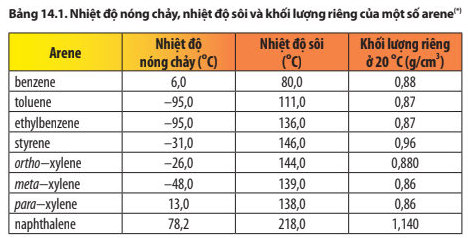 Bảng 14.1. Nhiệt độ nóng chảy, nhiệt độ sôi và khối lượng riêng của một số arene(*)
Arene | Nhiệt độ nóng chảy (°C) | Nhiệt độ sôi (°C) | Khối lượng riêng ở 20 °C (g/cm³)
benzene | 6,0 | 80,0 | 0,88
toluene | –95,0 | 111,0 | 0,87
ethylbenzene | –95,0 | 136,0 | 0,87
styrene | –31,0 | 146,0 | 0,96
ortho–xylene | –26,0 | 144,0 | 0,880
meta–xylene | –48,0 | 139,0 | 0,86
para–xylene | 13,0 | 138,0 | 0,86
naphthalene | 78,2 | 218,0 | 1,140